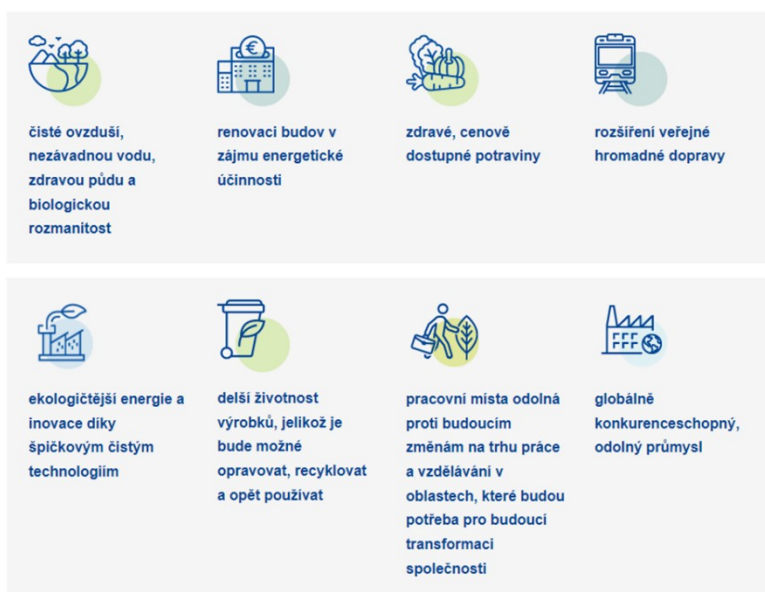 čisté ovzduší,
nezávadnou vodu,
zdravou půdu a
biologickou
rozmanitost
renovaci budov v
zájmu energetické
účinnosti
zdravé, cenově
dostupné potraviny
rozšíření veřejné
hromadné dopravy
ekologičtější energie a
inovace díky
špičkovým čistým
technologiím
delší životnost
výrobků, jelikož je
bude možné
opravovat, recyklovat
a opět používat
pracovní místa odolná
proti budoucím
změnám na trhu práce
a vzdělávání v
oblastech, které budou
potřeba pro budoucí
transformaci
společnosti
globálně
konkurenceschopný,
odolný průmysl